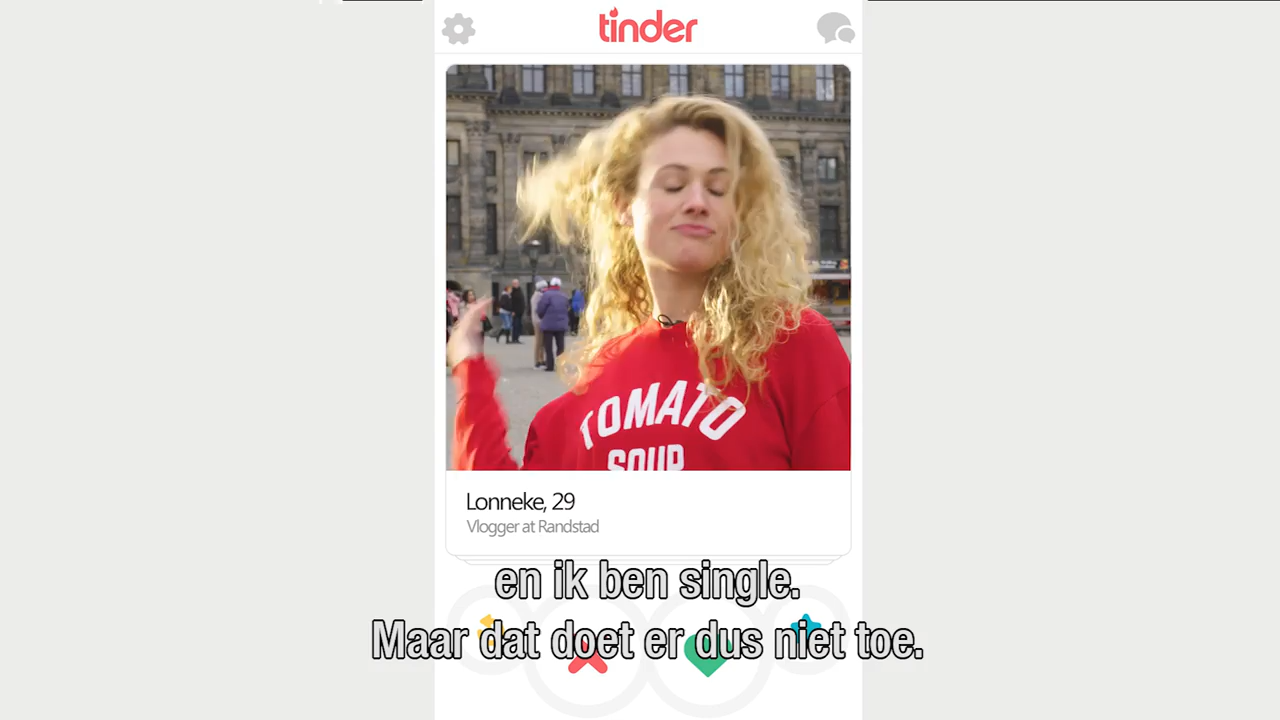 tinder
TOMATO
SOUP
Lonneke, 29
Vlogger at Randstad
en ik ben single.
Maar dat doet er dus niet toe.